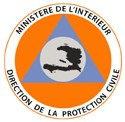 MINISTERE DE L'INTERIEUR
DIRECTION DE LA PROTECTION CIVILE